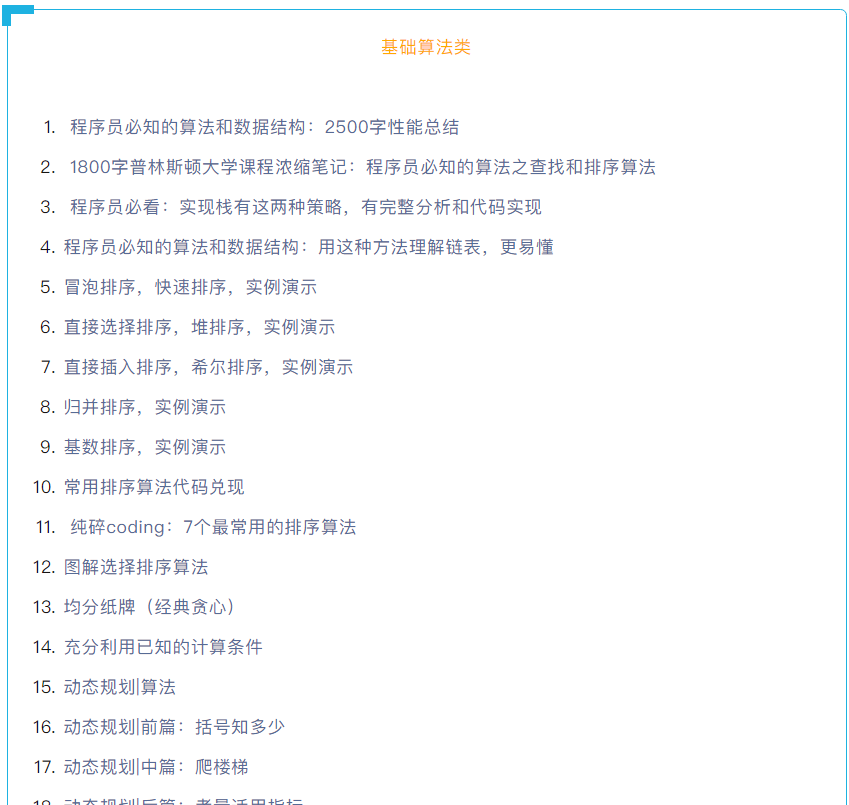 基础算法类
1. 程序员必知的算法和数据结构：2500字性能总结
2. 1800字普林斯顿大学课程浓缩笔记：程序员必知的算法之查找和排序算法
3. 程序员必看：实现栈有这两种策略，有完整分析和代码实现
4. 程序员必知的算法和数据结构：用这种方法理解链表，更易懂
5. 冒泡排序，快速排序，实例演示
6. 直接选择排序，堆排序，实例演示
7. 直接插入排序，希尔排序，实例演示
8. 归并排序，实例演示
9. 基数排序，实例演示
10. 常用排序算法代码兑现
11. 纯碎coding：7个最常用的排序算法
12. 图解选择排序算法
13. 均分纸牌（经典贪心）
14. 充分利用已知的计算条件
15. 动态规划|算法
16. 动态规划|前篇：括号知多少
17. 动态规划|中篇：爬楼梯
18. 动态规划|后篇：考量适用指标